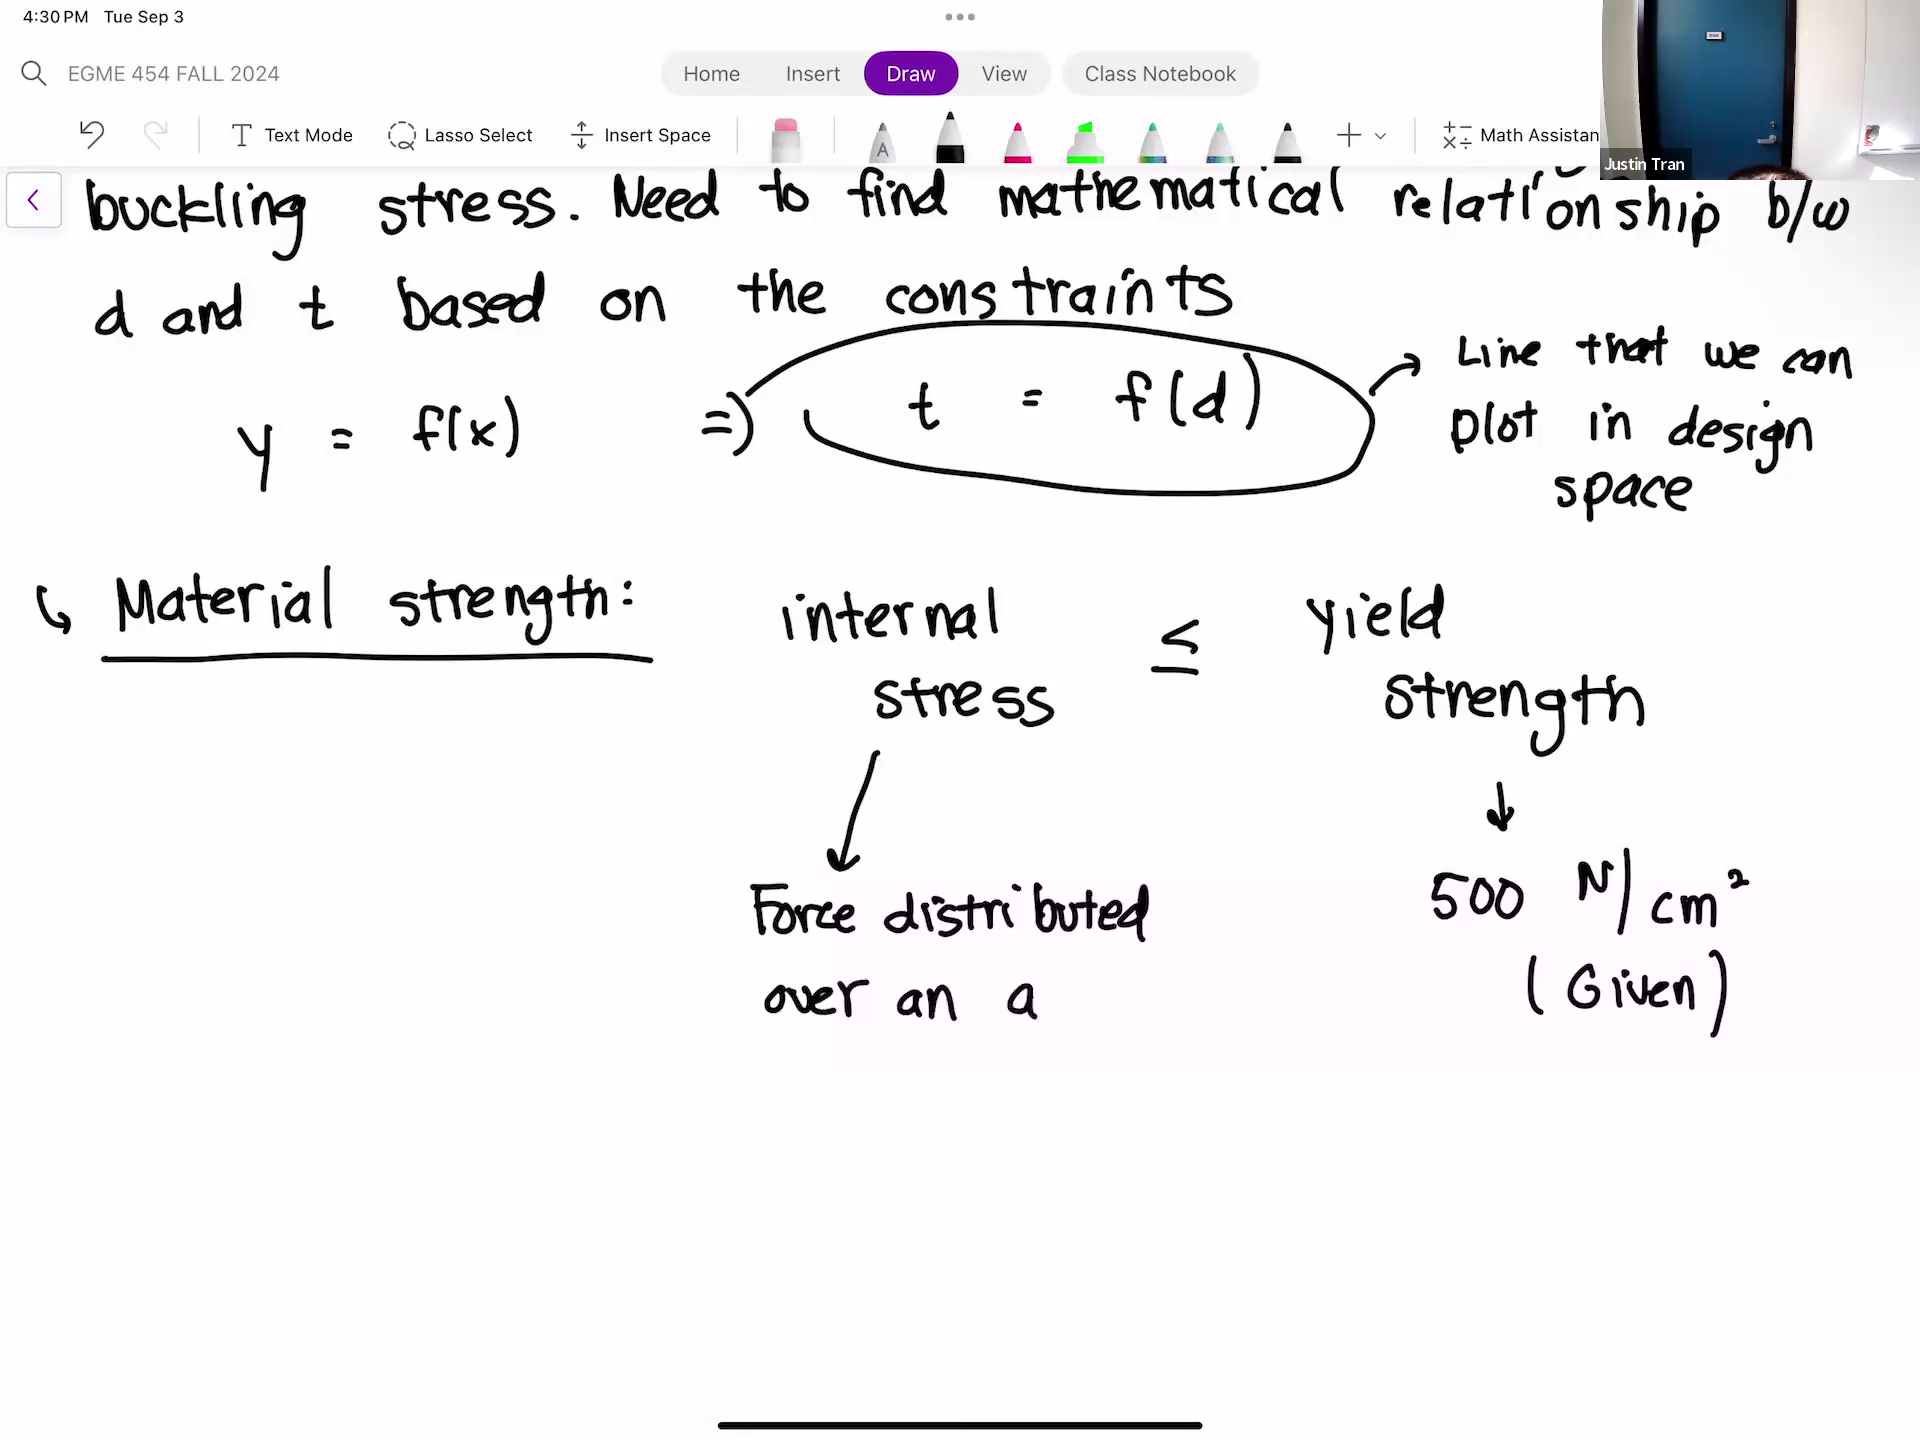 4:30 PM Tue Sep 3
EGME 454 FALL 2024
Home Insert Draw View Class Notebook
Text Mode Lasso Select Insert Space A Math Assistan
Justin Tran
buckling stress. Need to find mathematical relationship b/w
d and t based on the constraints
y = f(x) => t = f(d)
Line that we can
plot in design
space
Material strength: internal stress ≤ yield strength
500 N/cm²
(Given)
Force distributed
over an a